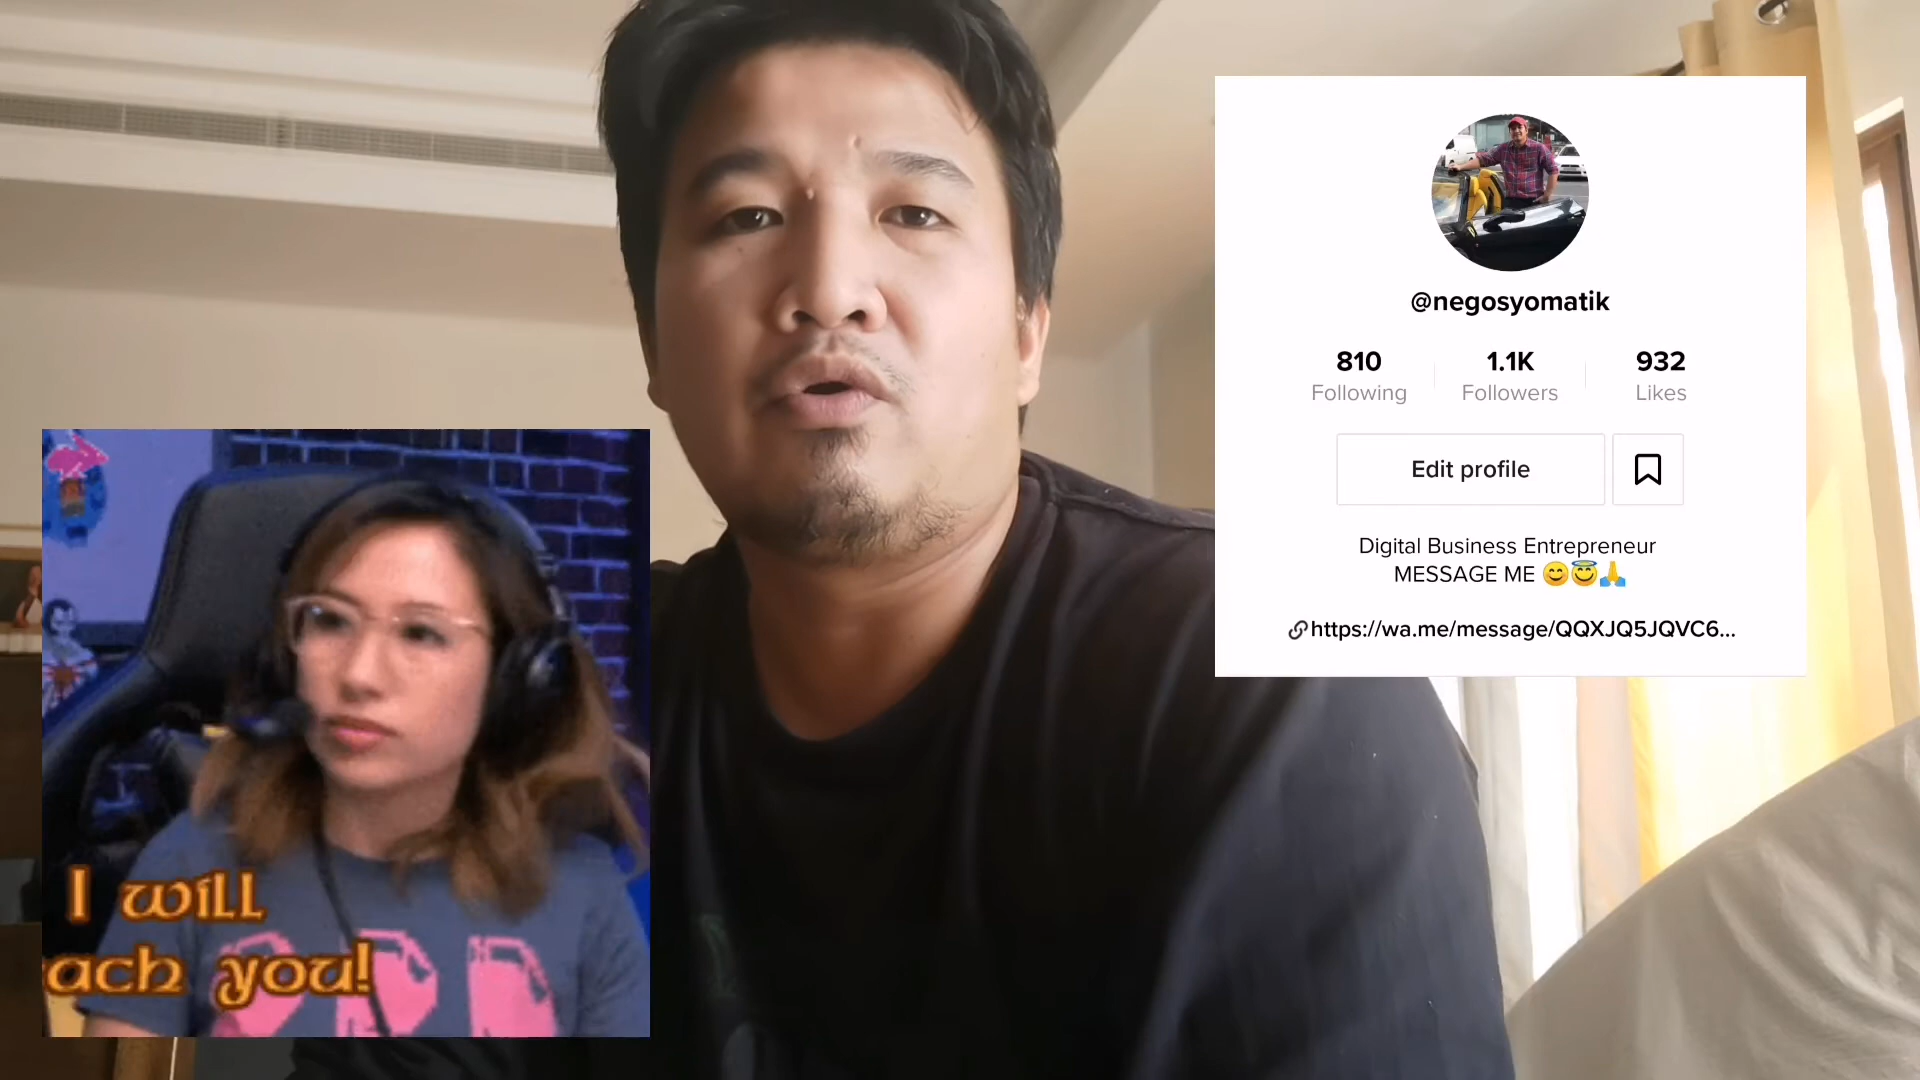 @negosyomatik
810 1.1K 932
Following Followers Likes
Edit profile
Digital Business Entrepreneur
MESSAGE ME 😊😇🙏
https://wa.me/message/QQXJQ5JQVC6...
I will
ach you!